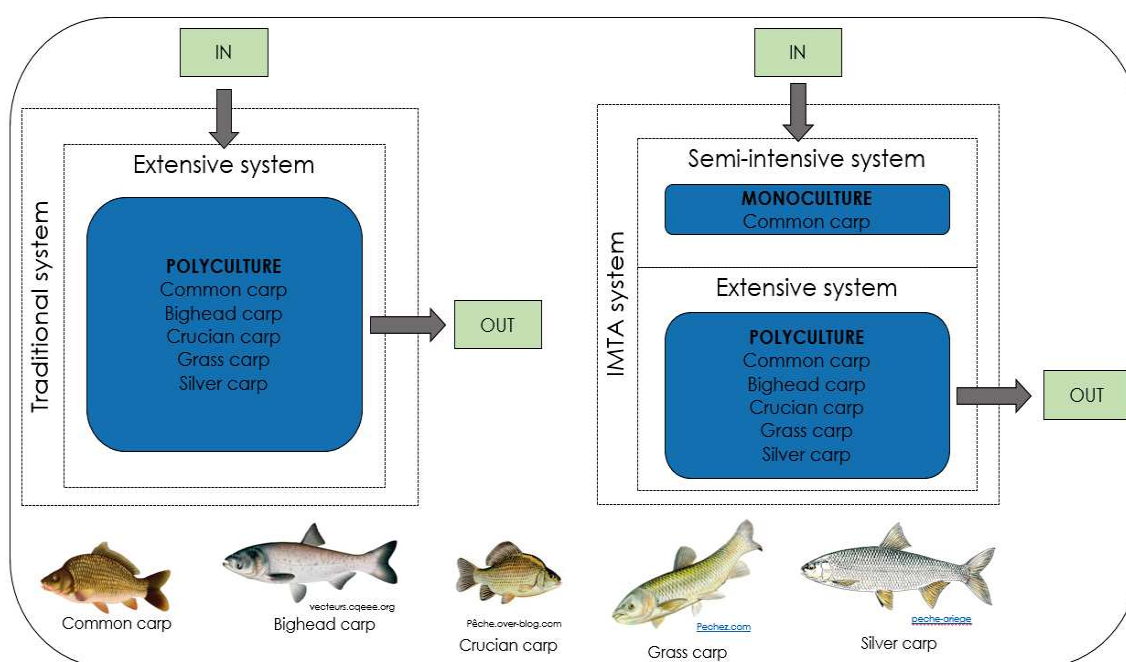 IN
Traditional system
Extensive system
POLYCULTURE
Common carp
Bighead carp
Crucian carp
Grass carp
Silver carp
OUT
IN
IMTA system
Semi-intensive system
MONOCULTURE
Common carp
Extensive system
POLYCULTURE
Common carp
Bighead carp
Crucian carp
Grass carp
Silver carp
OUT
Common carp
vecteurs.cqeee.org
Bighead carp
Pêche.over-blog.com
Crucian carp
Pechez.com
Grass carp
peche-ariege
Silver carp